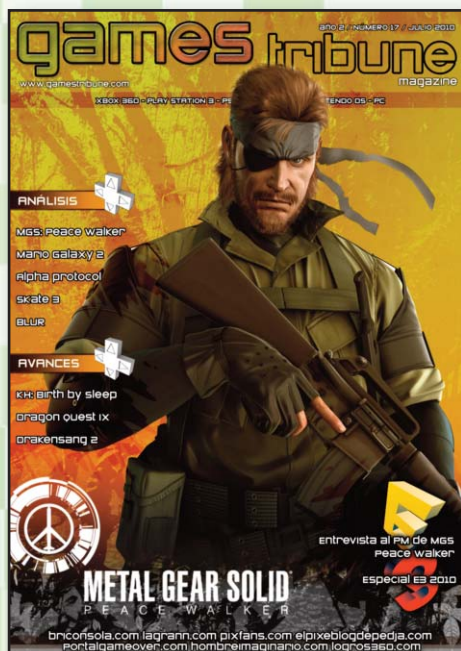 games tribune
año 2 / número 17 / julio 2010
magazine
www.gamestribune.com
XBOX 360 - PLAY STATION 3 - PS
TENDO DS - PC
ANÁLISIS
MGS: Peace walker
Mario Galaxy 2
Alpha protocol
Skate 3
BLUR
AVANCES
KH: Birth by sleep
Dragon Quest IX
Drakensang 2
E3
Entrevista al PM de MGS
Peace walker
Especial E3 2010
METAL GEAR SOLID
PEACE WALKER
briconsola.com lagrann.com pixfans.com elpixeblogdepedja.com
portalgameover.com hombreimaginario.com logros360.com